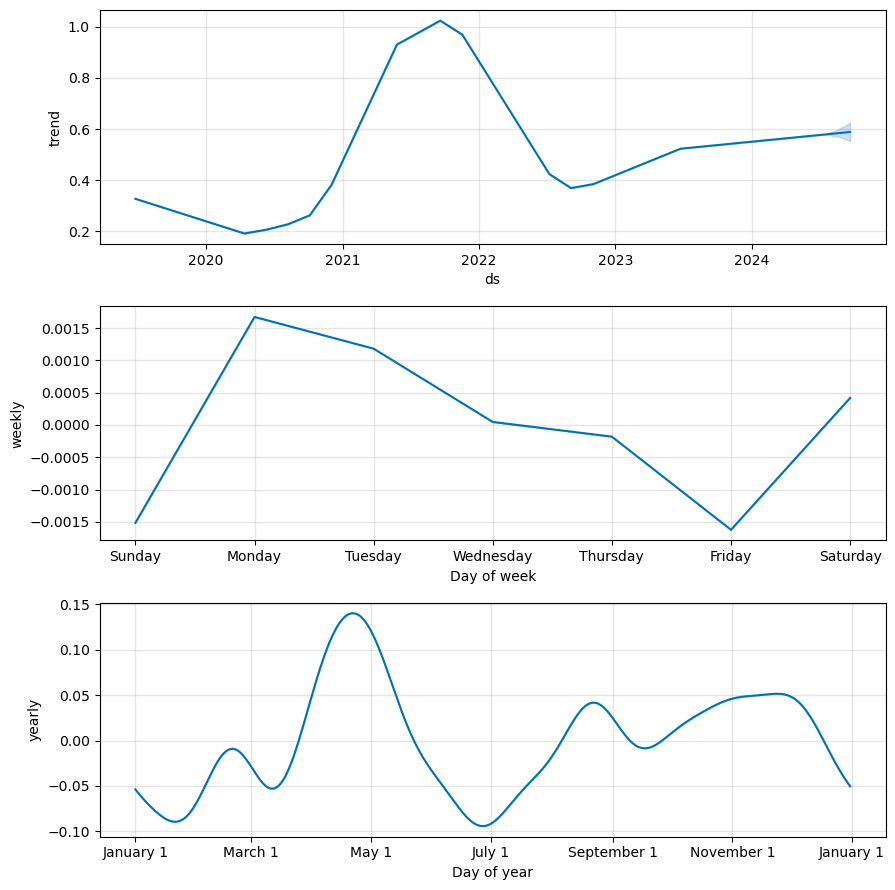 1.0
0.8
0.6
0.4
0.2
trend
2020 2021 2022 2023 2024
ds
0.0015
0.0010
0.0005
0.0000
−0.0005
−0.0010
−0.0015
weekly
Sunday Monday Tuesday Wednesday Thursday Friday Saturday
Day of week
0.15
0.10
0.05
0.00
−0.05
−0.10
yearly
January 1 March 1 May 1 July 1 September 1 November 1 January 1
Day of year